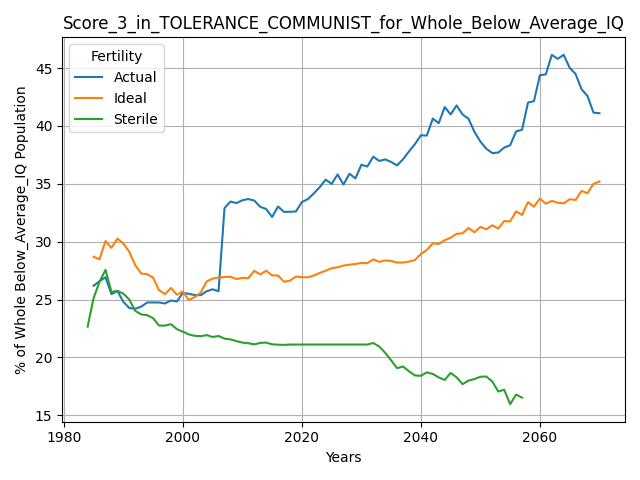 Score_3_in_TOLERANCE_COMMUNIST_for_Whole_Below_Average_IQ
Fertility
Actual
Ideal
Sterile
% of Whole Below_Average_IQ Population
45
40
35
30
25
20
15
1980
2000
2020
2040
2060
Years